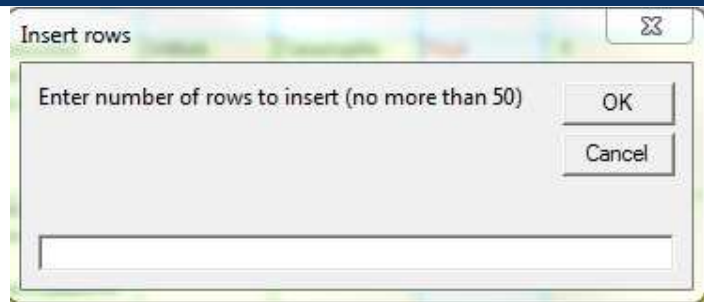 Insert rows
Enter number of rows to insert (no more than 50)
OK
Cancel